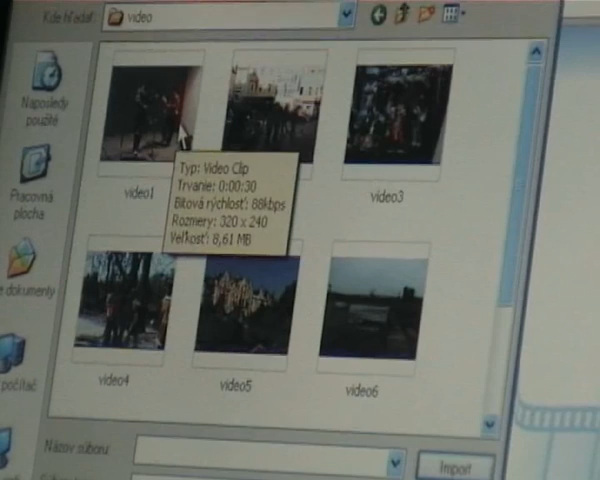 Kde hľadať:
video
Naposledy
použité
Pracovná
plocha
e dokumenty
počítač
video1
video3
Typ: Video Clip
Trvanie: 0:00:30
Bitová rýchlosť: 88kbps
Rozmery: 320 x 240
Veľkosť: 8,61 MB
video4
video5
video6
Názov súboru:
Import